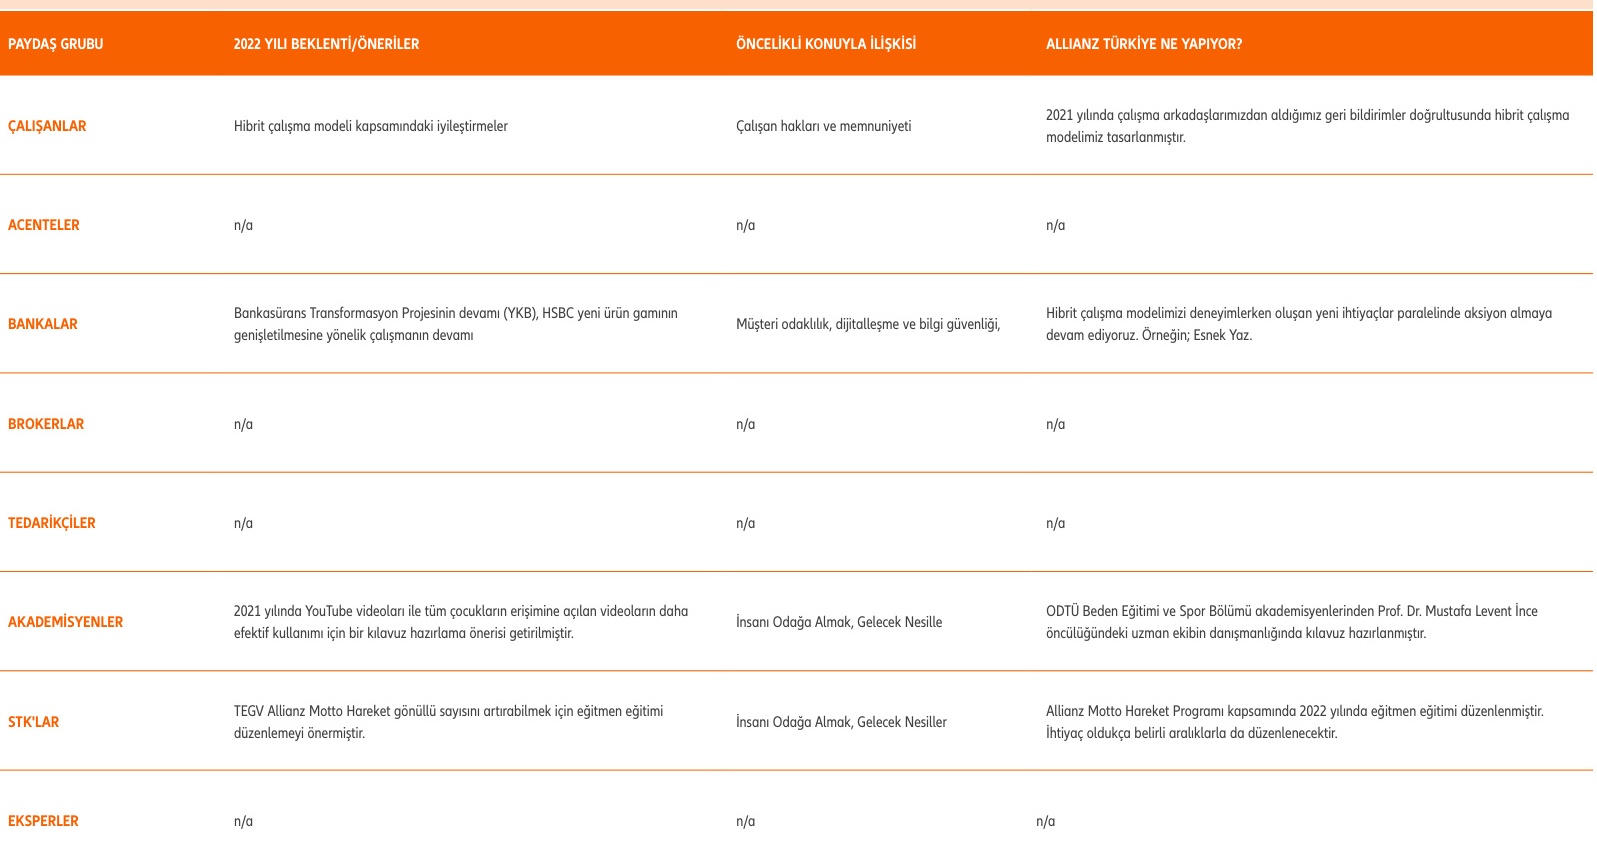 PAYDAŞ GRUBU 2022 YILI BEKLENTİ/ÖNERİLER ÖNCELİKLİ KONUYLA İLİŞKİSİ ALLIANZ TÜRKİYE NE YAPIYOR?
ÇALIŞANLAR
Hibrit çalışma modeli kapsamındaki iyileştirmeler
Çalışan hakları ve memnuniyeti
2021 yılında çalışma arkadaşlarımızdan aldığımız geri bildirimler doğrultusunda hibrit çalışma
modelimiz tasarlanmıştır.
ACENTELER n/a n/a n/a
BANKALAR
Bankasürans Transformasyon Projesinin devamı (YKB), HSBC yeni ürün gamının
genişletilmesine yönelik çalışmanın devamı
Müşteri odaklılık, dijitalleşme ve bilgi güvenliği,
Hibrit çalışma modelimizi deneyimlerken oluşan yeni ihtiyaçlar paralelinde aksiyon almaya
devam ediyoruz. Örneğin; Esnek Yaz.
BROKERLAR n/a n/a n/a
TEDARİKÇİLER n/a n/a n/a
AKADEMİSYENLER
2021 yılında YouTube videoları ile tüm çocukların erişimine açılan videoların daha
efektif kullanımı için bir kılavuz hazırlama önerisi getirilmiştir.
İnsanı Odağa Almak, Gelecek Nesille
ODTÜ Beden Eğitimi ve Spor Bölümü akademisyenlerinden Prof. Dr. Mustafa Levent İnce
öncülüğündeki uzman ekibin danışmanlığında kılavuz hazırlanmıştır.
STK'LAR
TEGV Allianz Motto Hareket gönüllü sayısını artırabilmek için eğitmen eğitimi
düzenlemeyi önermiştir.
İnsanı Odağa Almak, Gelecek Nesiller
Allianz Motto Hareket Programı kapsamında 2022 yılında eğitmen eğitimi düzenlenmiştir.
İhtiyaç oldukça belirli aralıklarla da düzenlenecektir.
EKSPERLER n/a n/a n/a